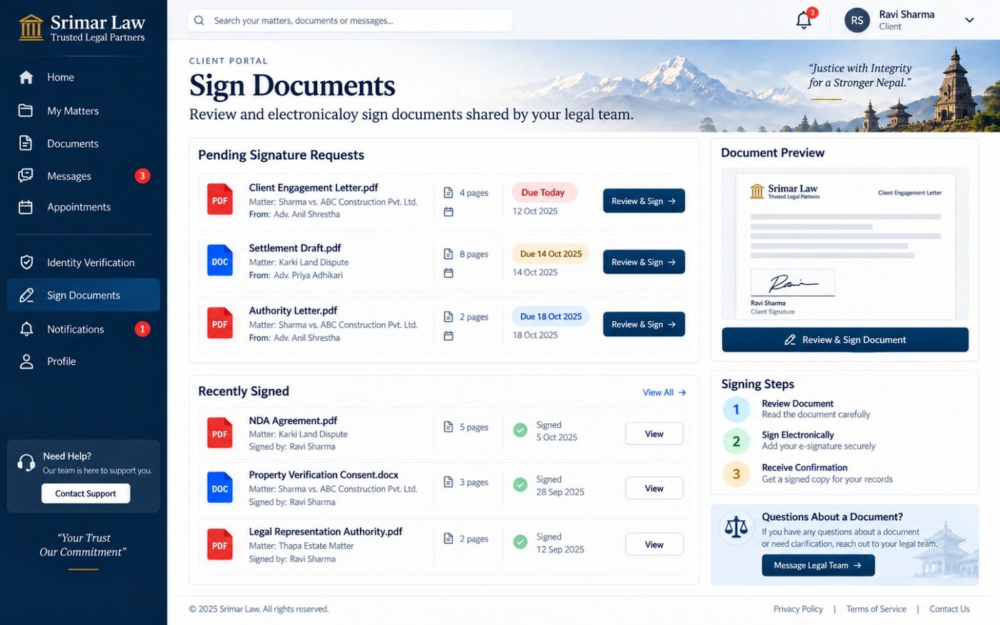 Srimar Law
Trusted Legal Partners
Home
My Matters
Documents
Messages
3
Appointments
Identity Verification
Sign Documents
Notifications
1
Profile
Need Help?
Our team is here to support you.
Contact Support
“Your Trust
Our Commitment”
Search your matters, documents or messages...
3
RS
Ravi Sharma
Client
CLIENT PORTAL
Sign Documents
Review and electronicaloy sign documents shared by your legal team.
“Justice with Integrity
for a Stronger Nepal.”
Pending Signature Requests
PDF
Client Engagement Letter.pdf
Matter: Sharma vs. ABC Construction Pvt. Ltd.
From: Adv. Anil Shrestha
4 pages
Due Today
12 Oct 2025
Review & Sign →
DOC
Settlement Draft.pdf
Matter: Karki Land Dispute
From: Adv. Priya Adhikari
8 pages
Due 14 Oct 2025
14 Oct 2025
Review & Sign →
PDF
Authority Letter.pdf
Matter: Sharma vs. ABC Construction Pvt. Ltd.
From: Adv. Anil Shrestha
2 pages
Due 18 Oct 2025
18 Oct 2025
Review & Sign →
Recently Signed
View All →
PDF
NDA Agreement.pdf
Matter: Karki Land Dispute
Signed by: Ravi Sharma
5 pages
Signed
5 Oct 2025
View
DOC
Property Verification Consent.docx
Matter: Sharma vs. ABC Construction Pvt. Ltd.
Signed by: Ravi Sharma
3 pages
Signed
28 Sep 2025
View
PDF
Legal Representation Authority.pdf
Matter: Thapa Estate Matter
Signed by: Ravi Sharma
2 pages
Signed
12 Sep 2025
View
Document Preview
Srimar Law
Trusted Legal Partners
Client Engagement Letter
Ravi Sharma
Client Signature
Review & Sign Document
Signing Steps
1
Review Document
Read the document carefully
2
Sign Electronically
Add your e-signature securely
3
Receive Confirmation
Get a signed copy for your records
Questions About a Document?
If you have any questions about a document
or need clarification, reach out to your legal team.
Message Legal Team →
© 2025 Srimar Law. All rights reserved.
Privacy Policy | Terms of Service | Contact Us